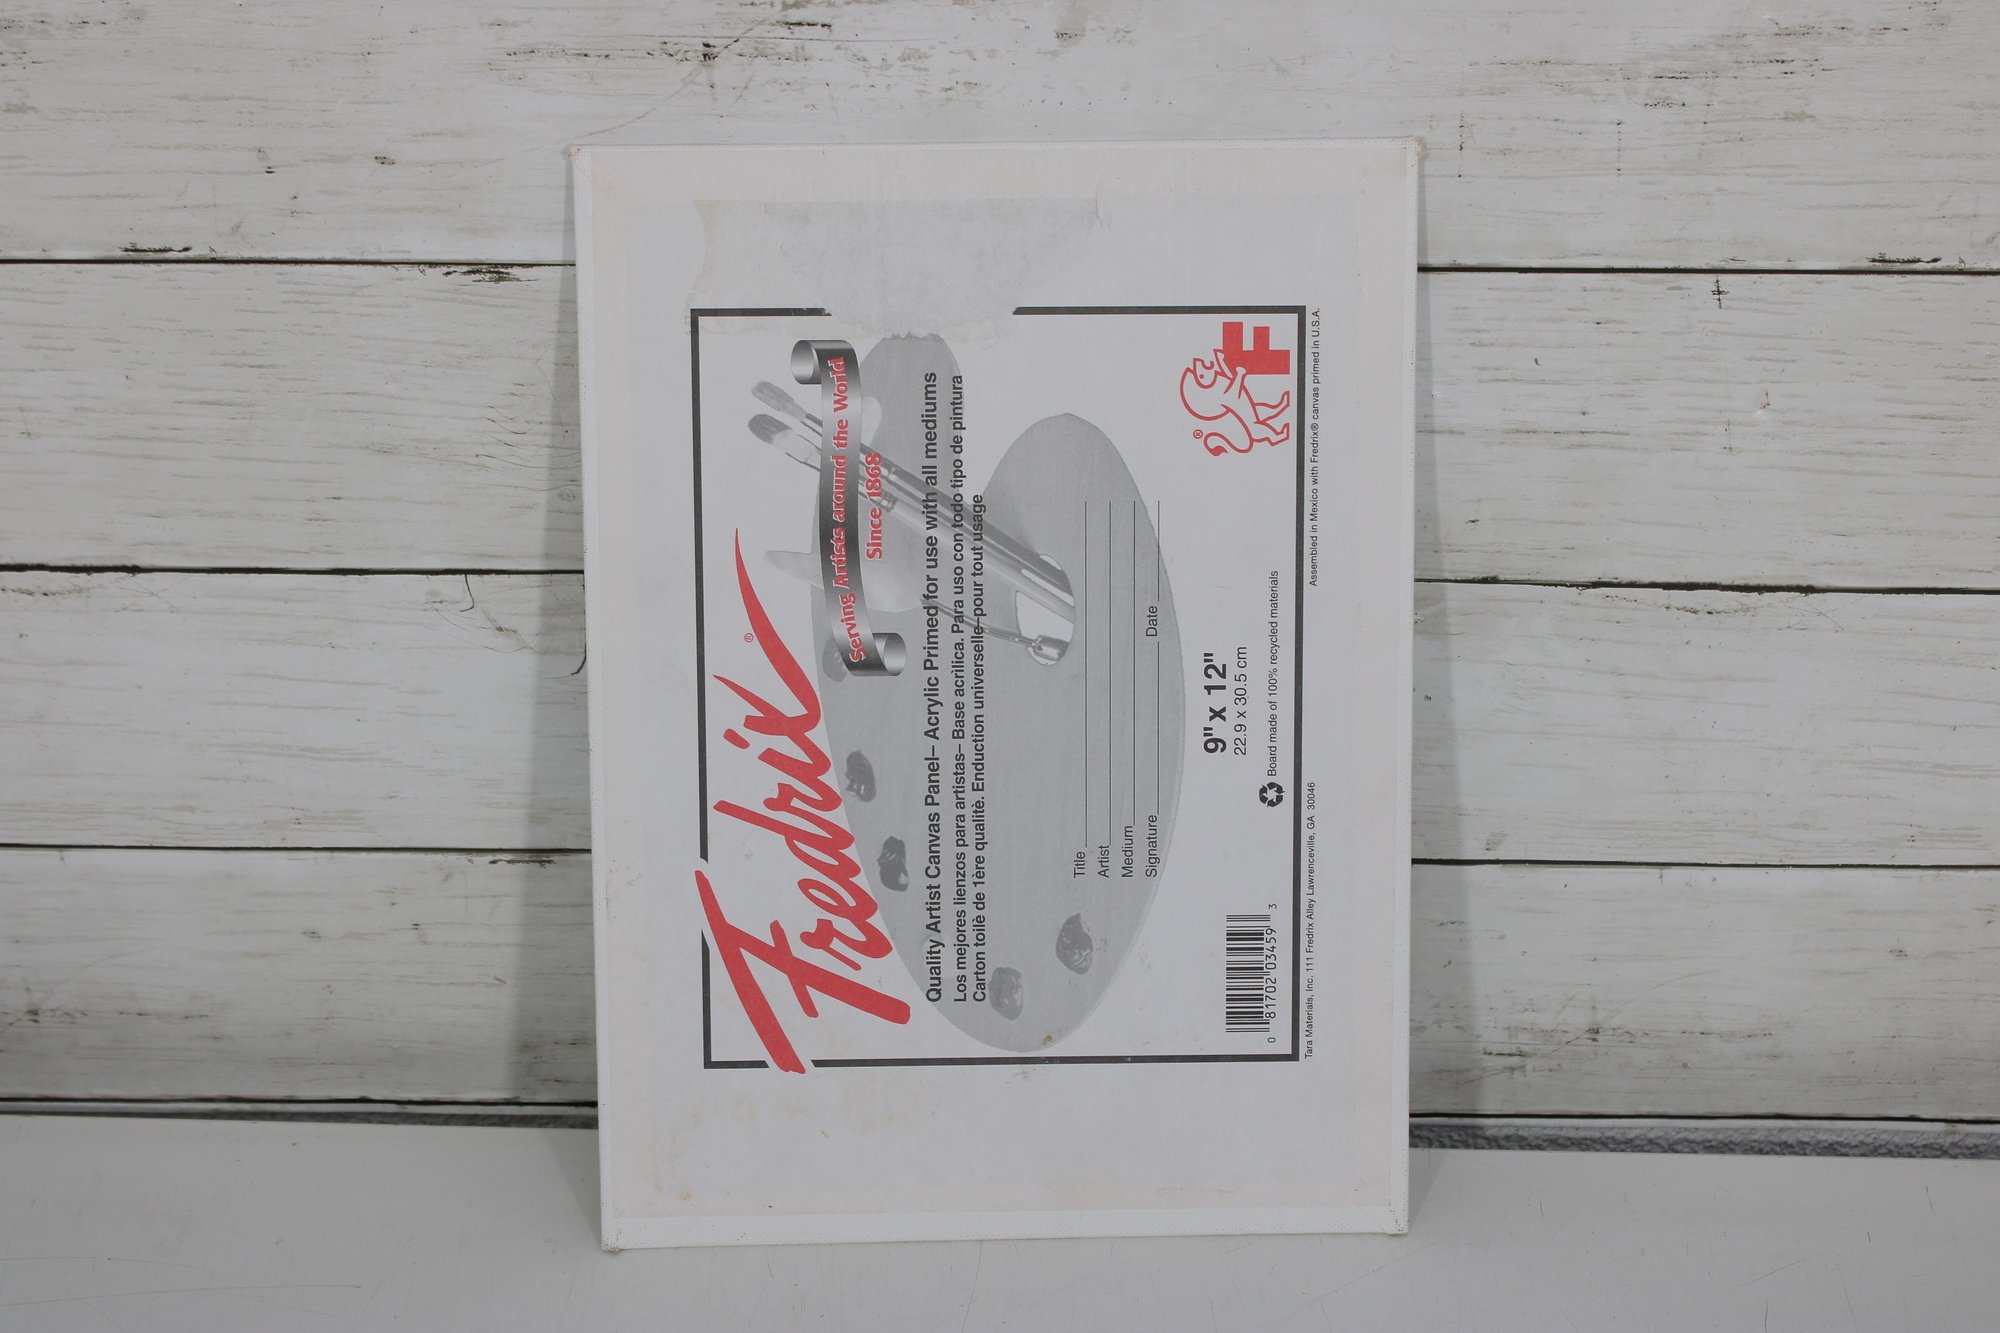 Fredrix®
Serving Artists around the World
Since 1868
Quality Artist Canvas Panel– Acrylic Primed for use with all mediums
Los mejores lienzos para artistas– Base acrilica. Para uso con todo tipo de pintura
Carton toilè de 1ère qualitè. Enduction universelle–pour tout usage
Title
Artist
Medium
Signature Date
9" x 12"
22.9 x 30.5 cm
Board made of 100% recycled materials
0 81702 03459 3
F ®
Tara Materials, Inc. 111 Fredrix Alley Lawrenceville, GA 30046
Assembled in Mexico with Fredrix® canvas primed in U.S.A.